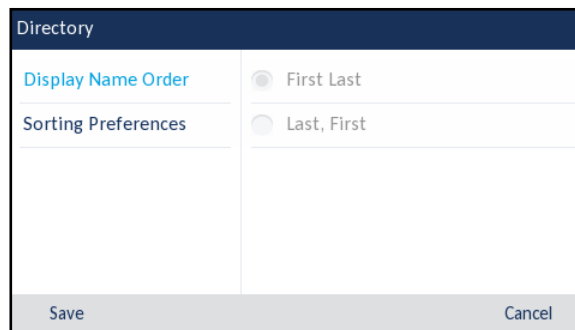 Directory
Display Name Order
First Last
Sorting Preferences
Last, First
Save
Cancel